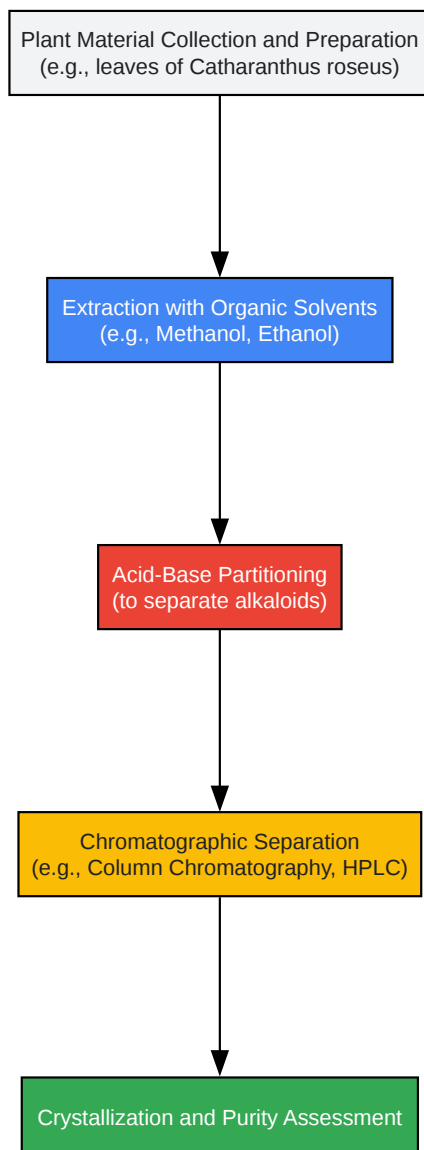 Plant Material Collection and Preparation
(e.g., leaves of Catharanthus roseus)
Extraction with Organic Solvents
(e.g., Methanol, Ethanol)
Acid-Base Partitioning
(to separate alkaloids)
Chromatographic Separation
(e.g., Column Chromatography, HPLC)
Crystallization and Purity Assessment